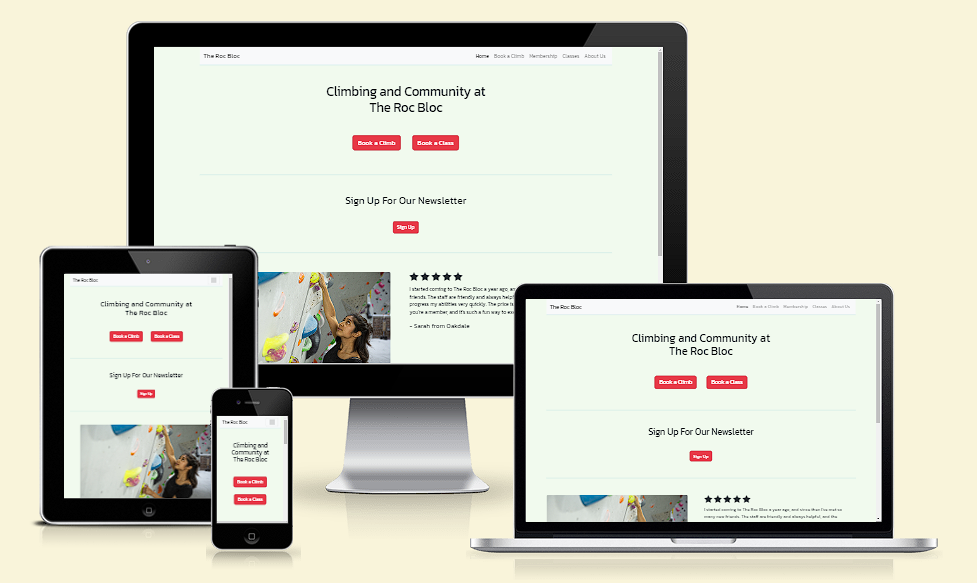 The Roc Bloc
Home Book a Climb Membership Classes About Us
Climbing and Community at
The Roc Bloc
Book a Climb Book a Class
Sign Up For Our Newsletter
Sign Up
I started coming to The Roc Bloc a year ago, an
friends. The staff are friendly and always helpf
progress my abilities very quickly. The price is
you're a member, and it's such a fun way to ex
- Sarah from Oakdale
The Roc Bloc
Climbing and Community at
The Roc Bloc
Book a Climb Book a Class
Sign Up For Our Newsletter
Sign Up
The Roc Bloc
Climbing and
Community at
The Roc Bloc
Book a Climb
Book a Class
The Roc Bloc
Home Book a Climb Membership Classes About Us
Climbing and Community at
The Roc Bloc
Book a Climb Book a Class
Sign Up For Our Newsletter
Sign Up
I started coming to The Roc Bloc a year ago, and since then I've met so
many new friends. The staff are friendly and always helpful, and the